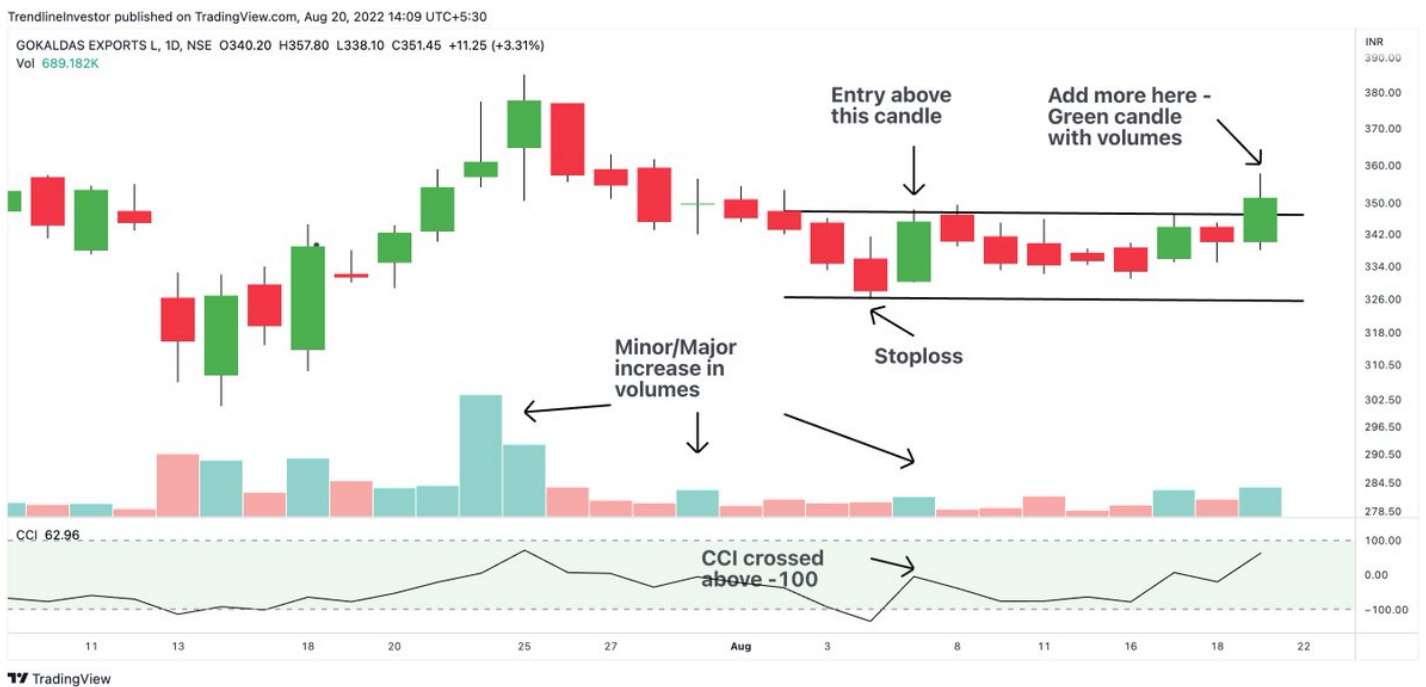 TrendlineInvestor published on TradingView.com, Aug 20, 2022 14:09 UTC+5:30
GOKALDAS EXPORTS L, 1D, NSE O340.20 H357.80 L338.10 C351.45 +11.25 (+3.31%)
Vol 689.182K
INR
390.00
380.00
370.00
360.00
350.00
342.00
334.00
326.00
318.00
310.50
302.50
296.50
290.50
284.50
278.50
Entry above
this candle
Add more here -
Green candle
with volumes
Stoploss
Minor/Major
increase in
volumes
CCI 62.96
CCI crossed
above -100
100.00
0.00
−100.00
11 13 18 20 25 27 Aug 3 8 11 16 18 22
TradingView